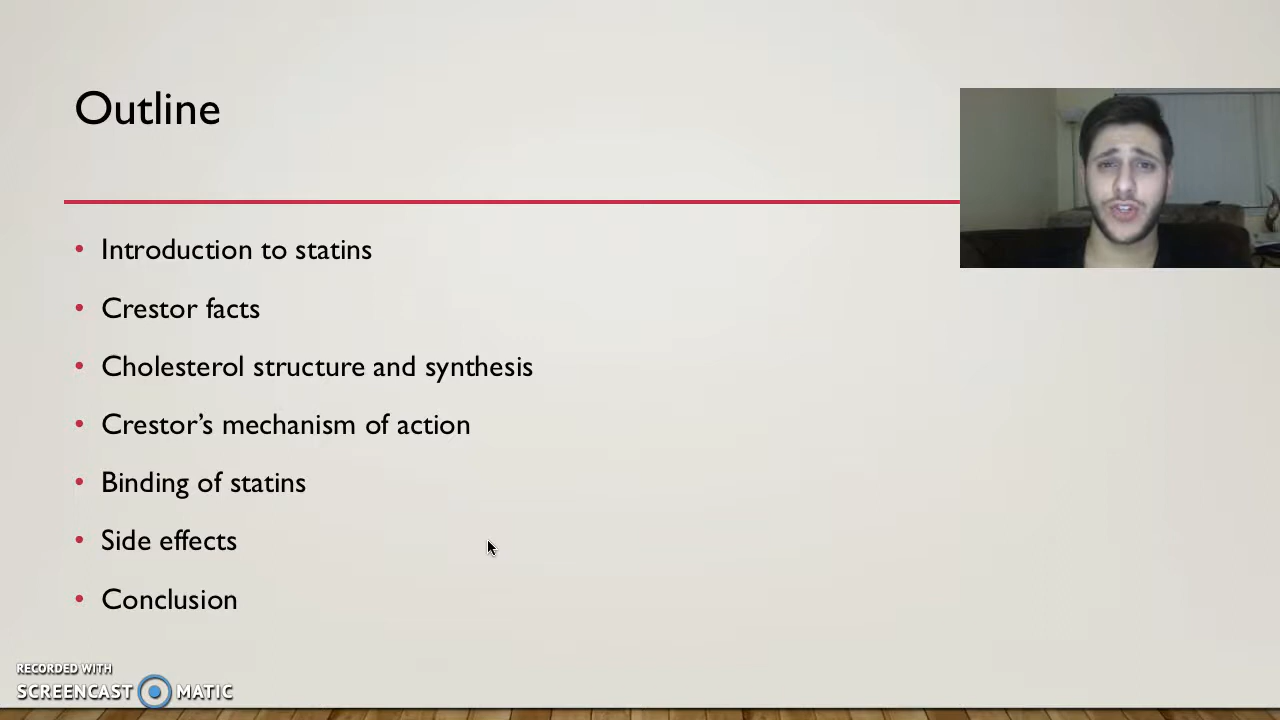 Outline
• Introduction to statins
• Crestor facts
• Cholesterol structure and synthesis
• Crestor’s mechanism of action
• Binding of statins
• Side effects
• Conclusion
RECORDED WITH
SCREENCAST MATIC